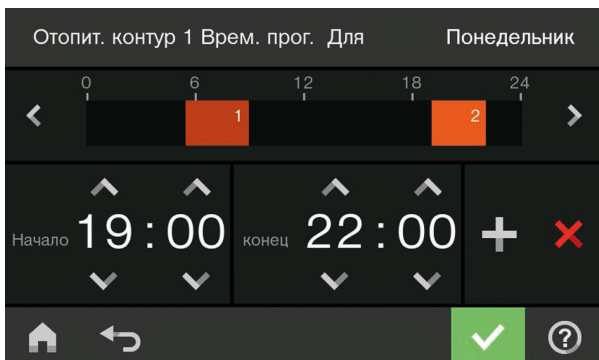 Отопит. контур 1 Врем. прог. Для Понедельник
0 6 12 18 24
1 2
Начало 19:00 конец 22:00
?